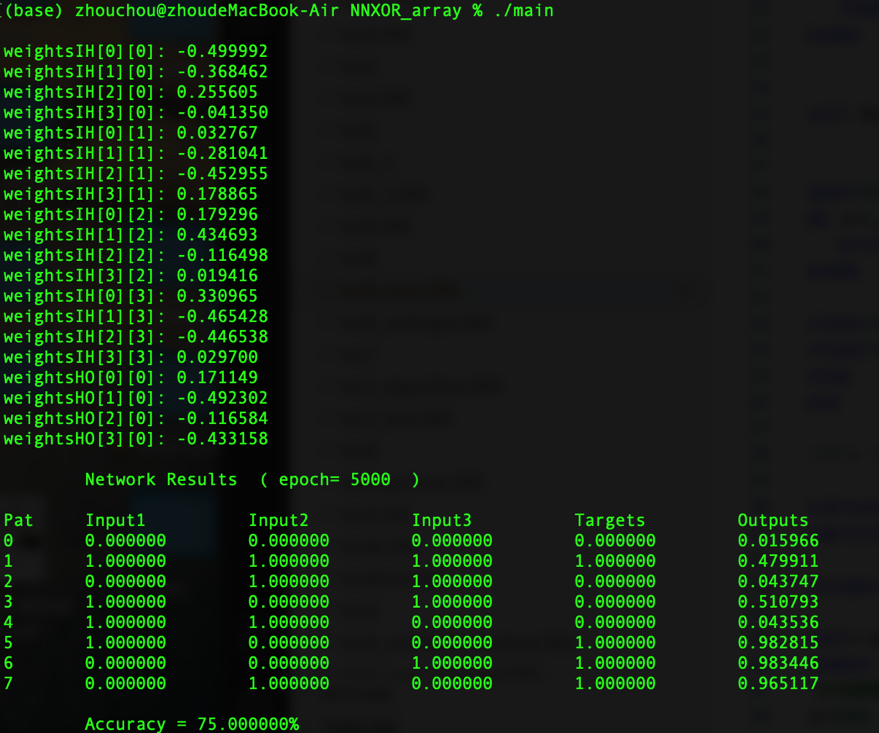 (base) zhouchou@zhoudeMacBook-Air NNXOR_array % ./main
weightsIH[0][0]: -0.499992
weightsIH[1][0]: -0.368462
weightsIH[2][0]: 0.255605
weightsIH[3][0]: -0.041350
weightsIH[0][1]: 0.032767
weightsIH[1][1]: -0.281041
weightsIH[2][1]: -0.452955
weightsIH[3][1]: 0.178865
weightsIH[0][2]: 0.179296
weightsIH[1][2]: 0.434693
weightsIH[2][2]: -0.116498
weightsIH[3][2]: 0.019416
weightsIH[0][3]: 0.330965
weightsIH[1][3]: -0.465428
weightsIH[2][3]: -0.446538
weightsIH[3][3]: 0.029700
weightsHO[0][0]: 0.171149
weightsHO[1][0]: -0.492302
weightsHO[2][0]: -0.116584
weightsHO[3][0]: -0.433158
Network Results ( epoch= 5000 )
Pat Input1 Input2 Input3 Targets Outputs
0 0.000000 0.000000 0.000000 0.000000 0.015966
1 1.000000 1.000000 1.000000 1.000000 0.479911
2 0.000000 1.000000 1.000000 0.000000 0.043747
3 1.000000 0.000000 1.000000 0.000000 0.510793
4 1.000000 1.000000 0.000000 0.000000 0.043536
5 1.000000 0.000000 0.000000 1.000000 0.982815
6 0.000000 0.000000 1.000000 1.000000 0.983446
7 0.000000 1.000000 0.000000 1.000000 0.965117
Accuracy = 75.000000%